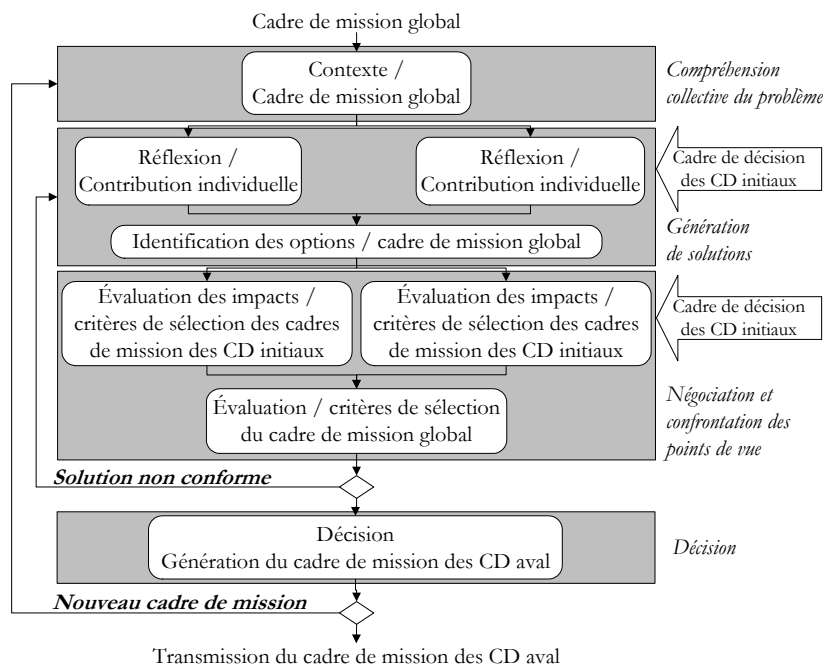 Cadre de mission global
Contexte /
Cadre de mission global
Compréhension
collective du problème
Réflexion /
Contribution individuelle
Réflexion /
Contribution individuelle
Cadre de décision
des CD initiaux
Identification des options / cadre de mission global
Génération
de solutions
Évaluation des impacts /
critères de sélection des cadres
de mission des CD initiaux
Évaluation des impacts /
critères de sélection des cadres
de mission des CD initiaux
Cadre de décision
des CD initiaux
Évaluation / critères de sélection
du cadre de mission global
Négociation et
confrontation des
points de vue
Solution non conforme
Décision
Génération du cadre de mission des CD aval
Décision
Nouveau cadre de mission
Transmission du cadre de mission des CD aval